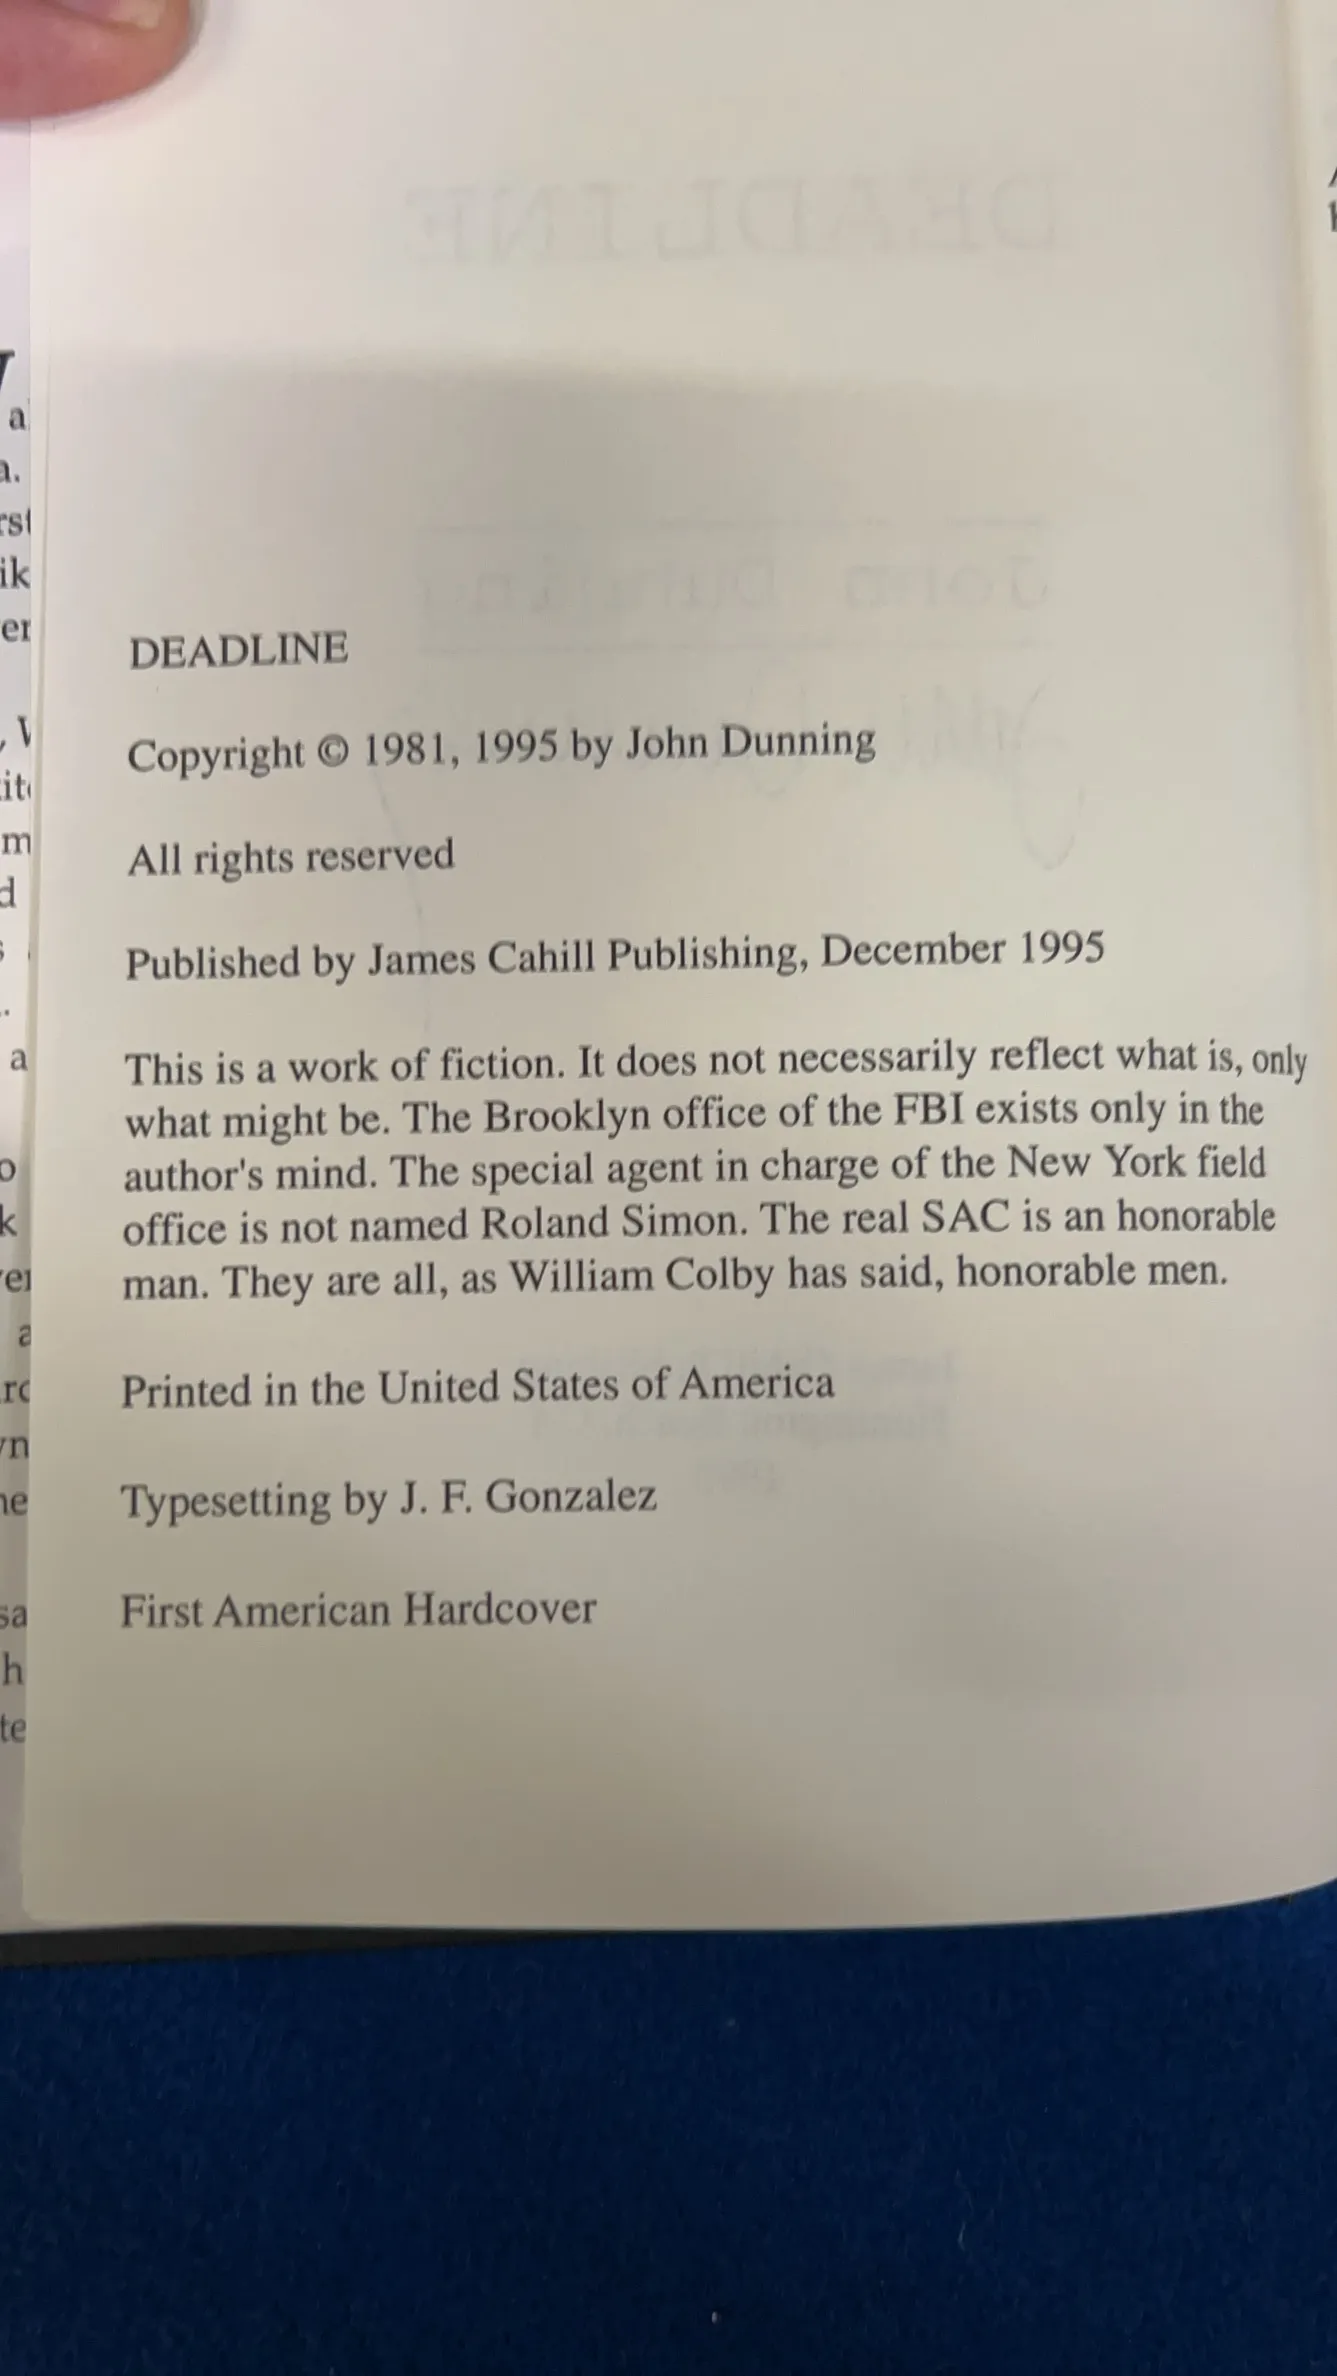 DEADLINE
Copyright © 1981, 1995 by John Dunning
All rights reserved
Published by James Cahill Publishing, December 1995
This is a work of fiction. It does not necessarily reflect what is, only
what might be. The Brooklyn office of the FBI exists only in the
author's mind. The special agent in charge of the New York field
office is not named Roland Simon. The real SAC is an honorable
man. They are all, as William Colby has said, honorable men.
Printed in the United States of America
Typesetting by J. F. Gonzalez
First American Hardcover